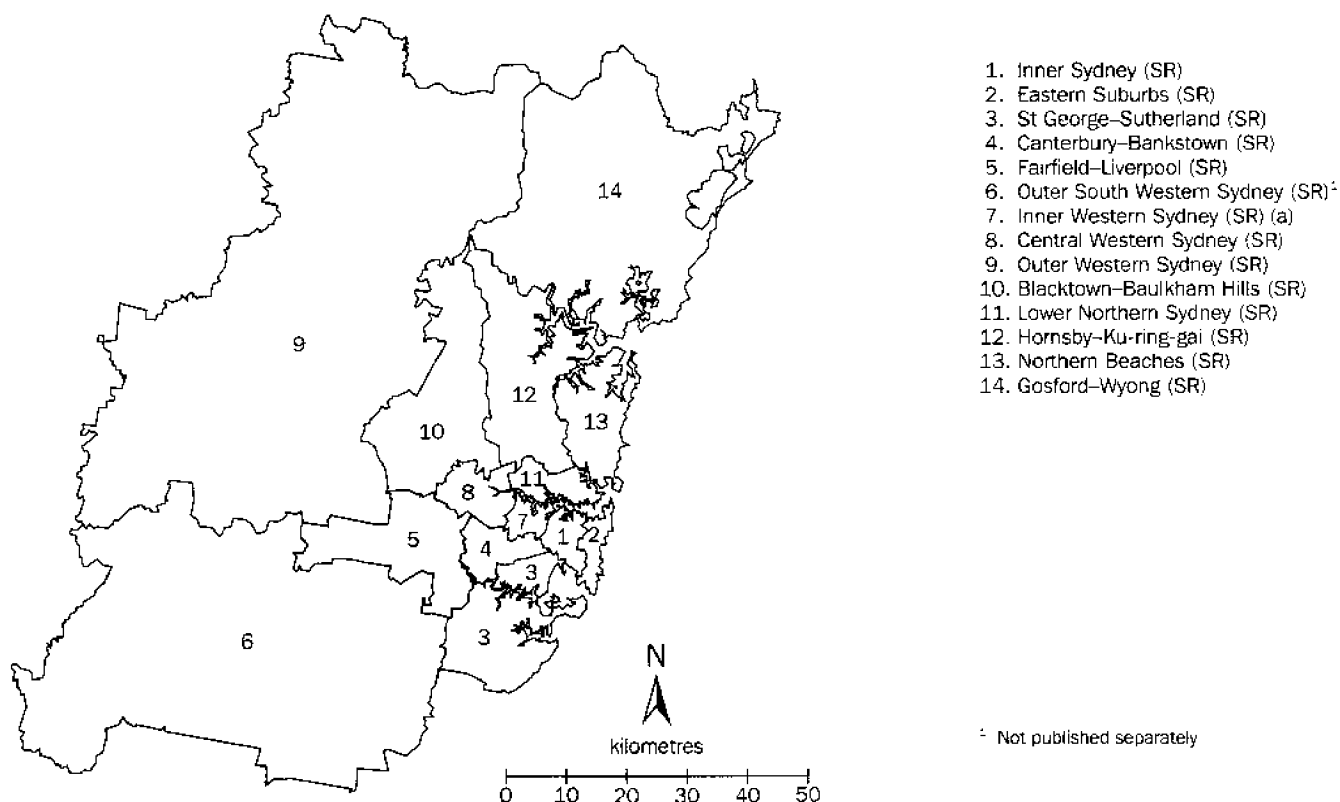 1. Inner Sydney (SR)
2. Eastern Suburbs (SR)
3. St George–Sutherland (SR)
4. Canterbury–Bankstown (SR)
5. Fairfield–Liverpool (SR)
6. Outer South Western Sydney (SR)¹
7. Inner Western Sydney (SR) (a)
8. Central Western Sydney (SR)
9. Outer Western Sydney (SR)
10. Blacktown–Baulkham Hills (SR)
11. Lower Northern Sydney (SR)
12. Hornsby–Ku-ring-gai (SR)
13. Northern Beaches (SR)
14. Gosford–Wyong (SR)
14
9
12
13
10
11
8
7
5
4
1
2
3
6
3
N
kilometres
0 10 20 30 40 50
¹ Not published separately